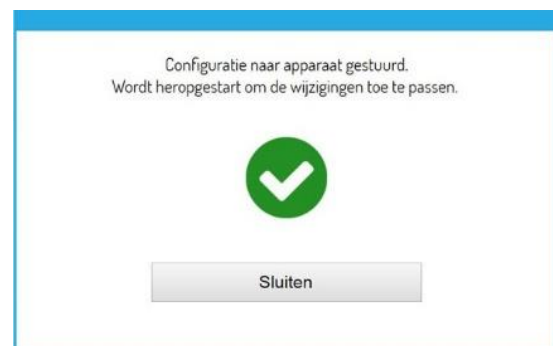 Configuratie naar apparaat gestuurd.
Wordt heropgestart om de wijzigingen toe te passen.
Sluiten